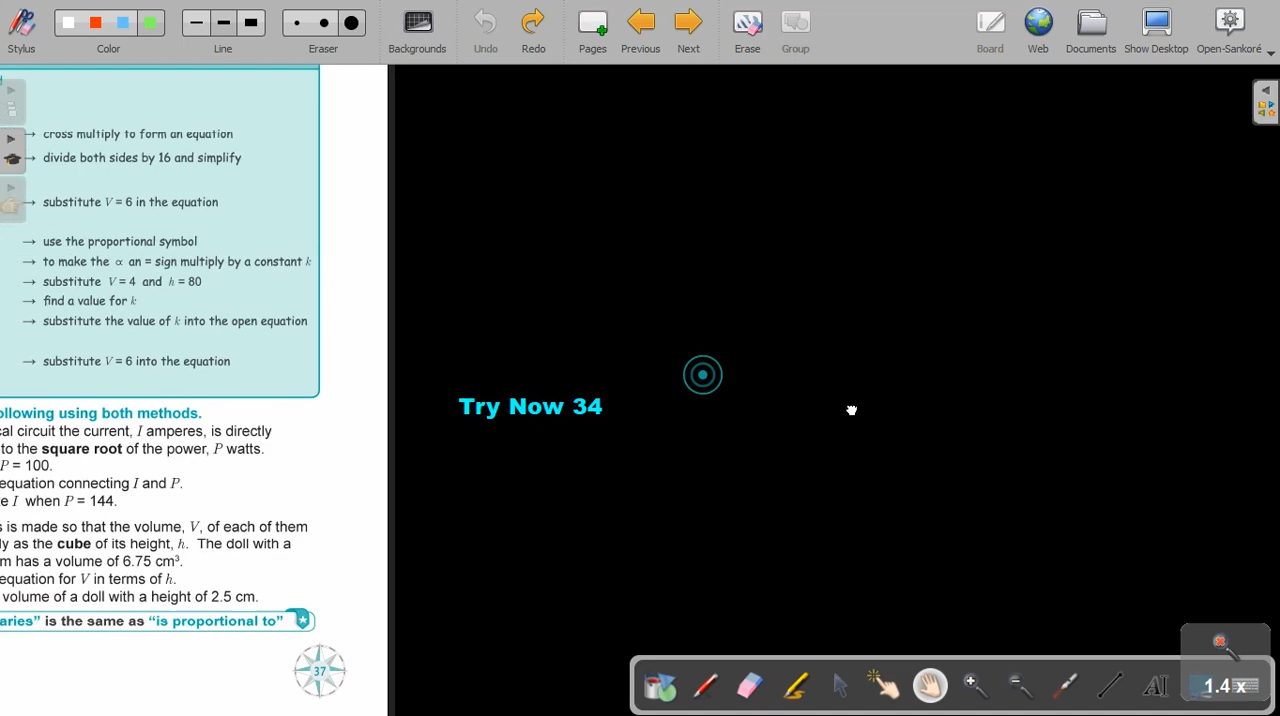 Stylus
Color
Line
Eraser
Backgrounds
Undo
Redo
Pages
Previous
Next
Erase
Group
Board
Web
Documents
Show Desktop
Open-Sankoré
→ cross multiply to form an equation
→ divide both sides by 16 and simplify
→ substitute V = 6 in the equation
→ use the proportional symbol
→ to make the ∝ an = sign multiply by a constant k
→ substitute V = 4 and h = 80
→ find a value for k
→ substitute the value of k into the open equation
→ substitute V = 6 into the equation
ollowing using both methods.
cal circuit the current, I amperes, is directly
to the square root of the power, P watts.
P = 100.
equation connecting I and P.
te I when P = 144.
s is made so that the volume, V, of each of them
ly as the cube of its height, h. The doll with a
m has a volume of 6.75 cm³.
equation for V in terms of h.
volume of a doll with a height of 2.5 cm.
aries" is the same as "is proportional to"
37
Try Now 34
AI
1.4 x